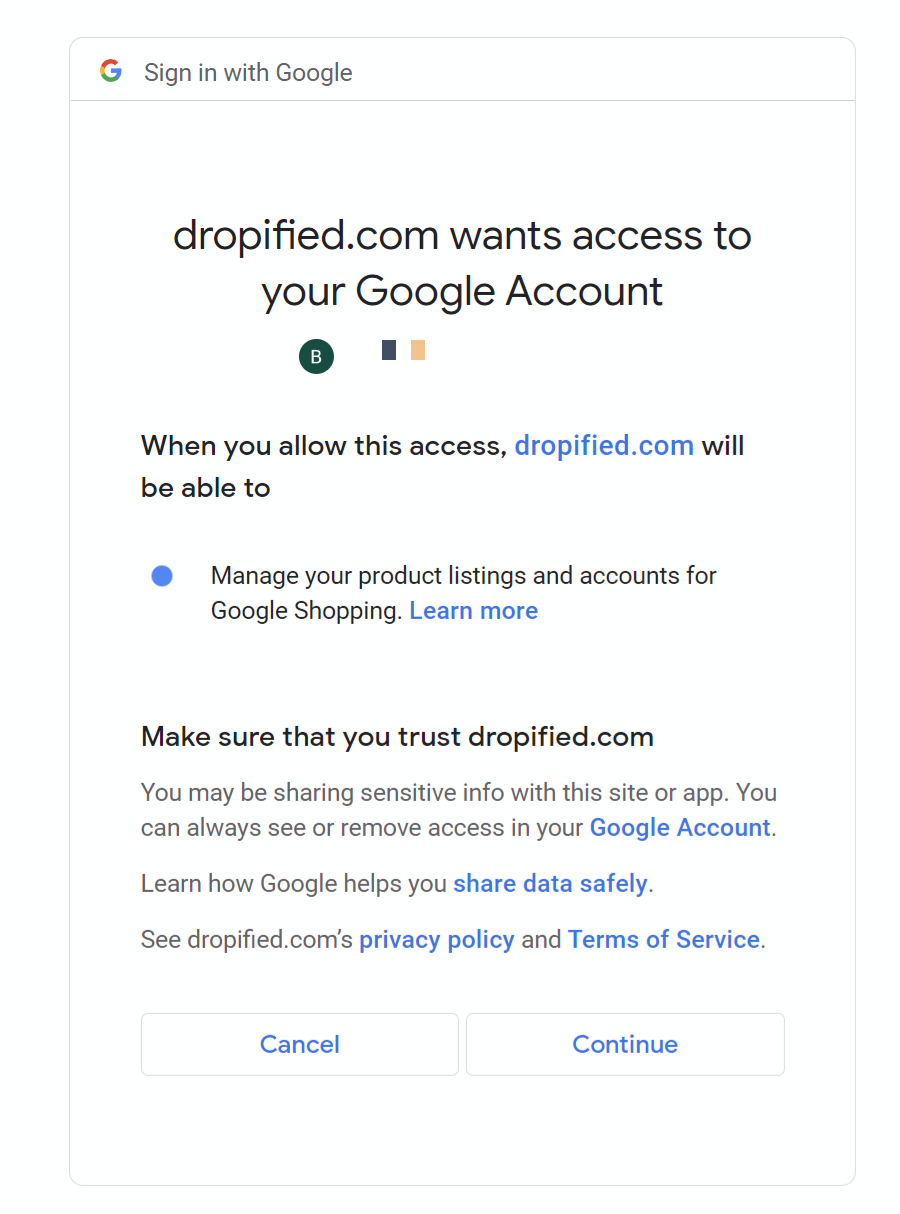 Sign in with Google
dropified.com wants access to
your Google Account
B
When you allow this access, dropified.com will
be able to
Manage your product listings and accounts for
Google Shopping. Learn more
Make sure that you trust dropified.com
You may be sharing sensitive info with this site or app. You
can always see or remove access in your Google Account.
Learn how Google helps you share data safely.
See dropified.com’s privacy policy and Terms of Service.
Cancel
Continue